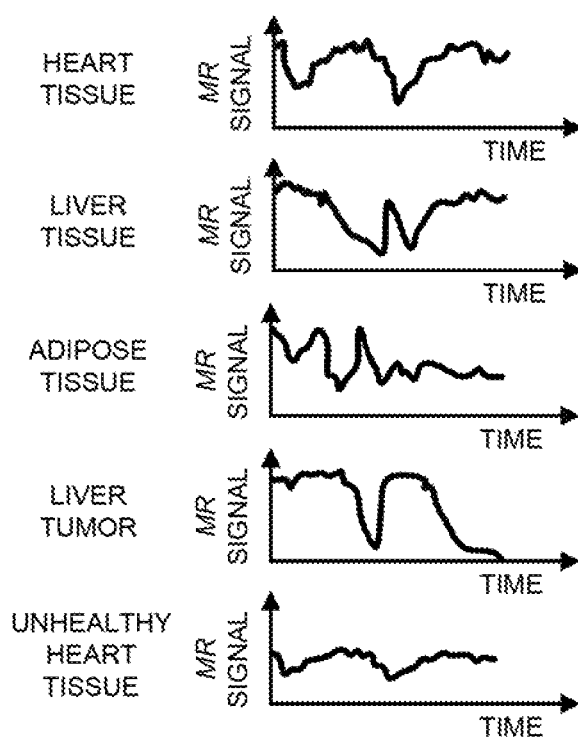 HEART
TISSUE
MR
SIGNAL
TIME
LIVER
TISSUE
MR
SIGNAL
TIME
ADIPOSE
TISSUE
MR
SIGNAL
TIME
LIVER
TUMOR
MR
SIGNAL
TIME
UNHEALTHY
HEART
TISSUE
MR
SIGNAL
TIME